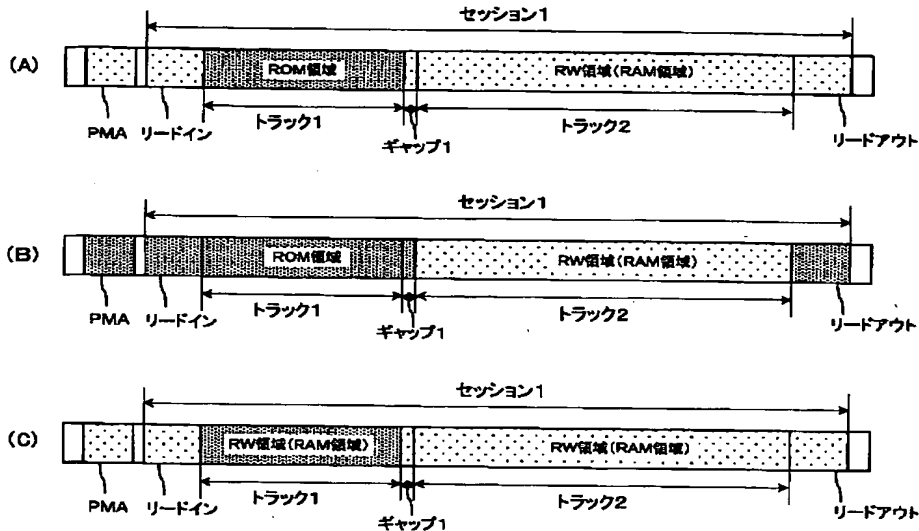 セッション1
(A)
ROM領域
RW領域(RAM領域)
PMA
リードイン
トラック1
ギャップ1
トラック2
リードアウト
セッション1
(B)
ROM領域
RW領域(RAM領域)
PMA
リードイン
トラック1
ギャップ1
トラック2
リードアウト
セッション1
(C)
RW領域(RAM領域)
RW領域(RAM領域)
PMA
リードイン
トラック1
ギャップ1
トラック2
リードアウト